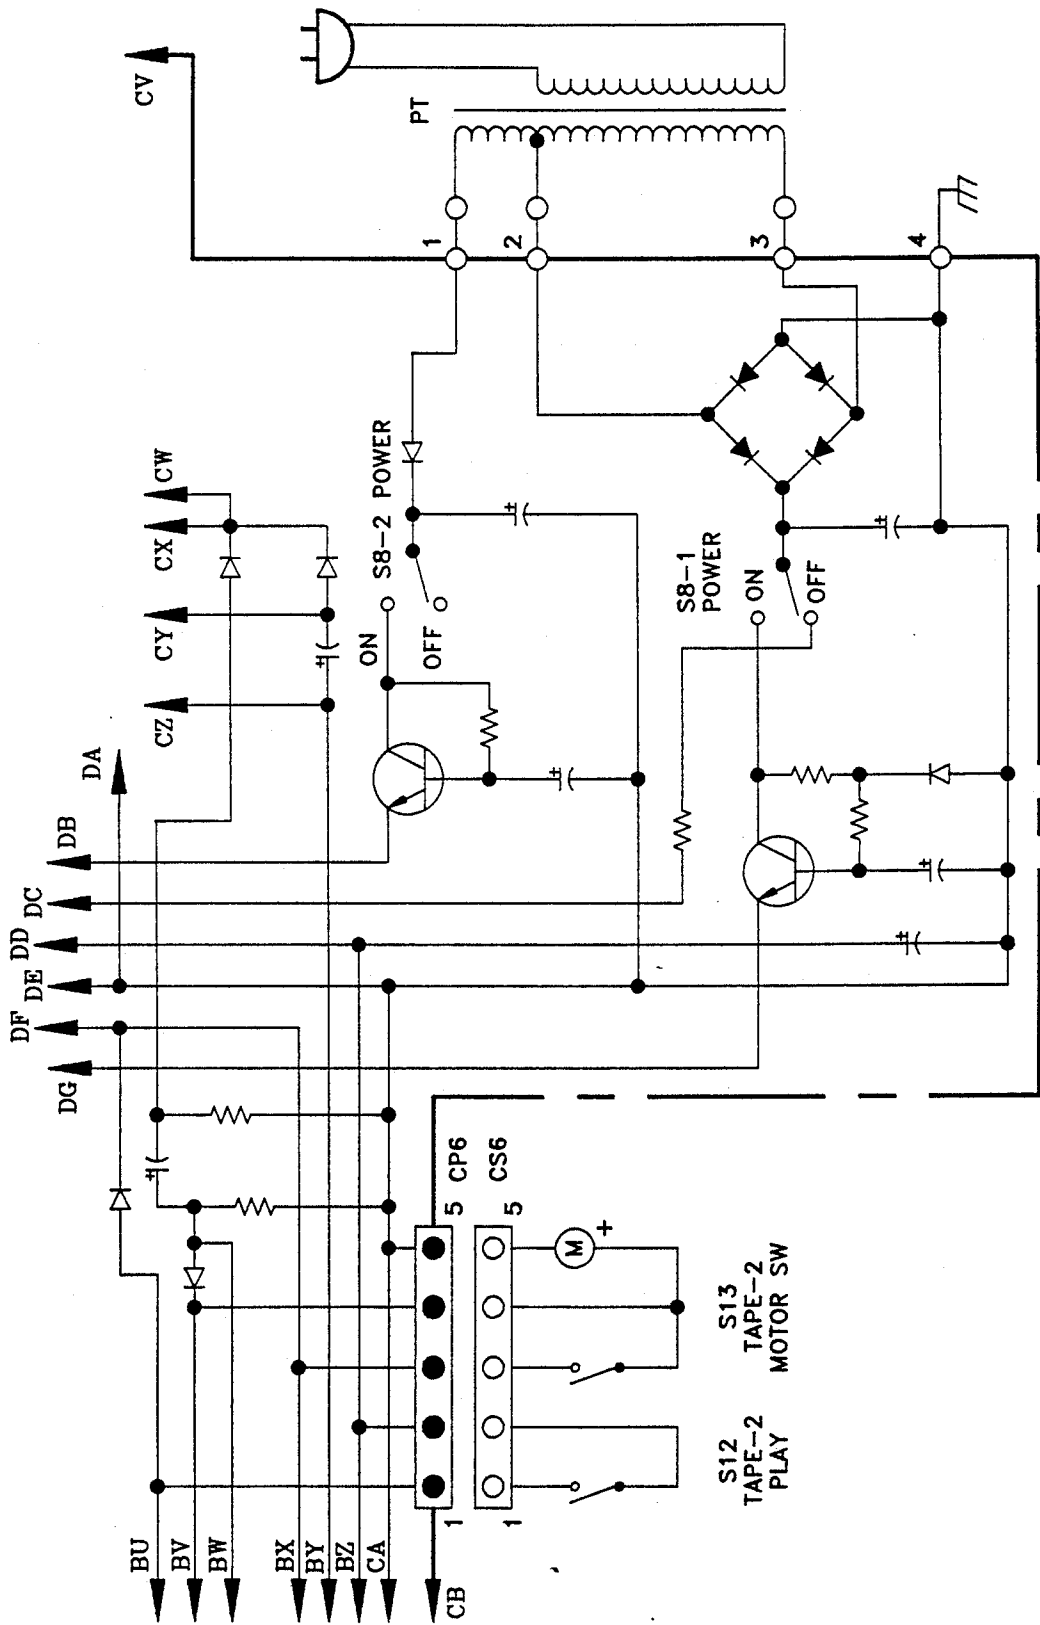 CV
PT
1
2
3
4
CW
CX
CY
CZ
S8-2 POWER
ON
OFF
S8-1
POWER
ON
OFF
DA
DB
DC
DD
DE
DF
DG
CP6
CS6
5
5
M
+
S13
TAPE-2
MOTOR SW
S12
TAPE-2
PLAY
1
1
BU
BV
BW
BX
BY
BZ
CA
CB